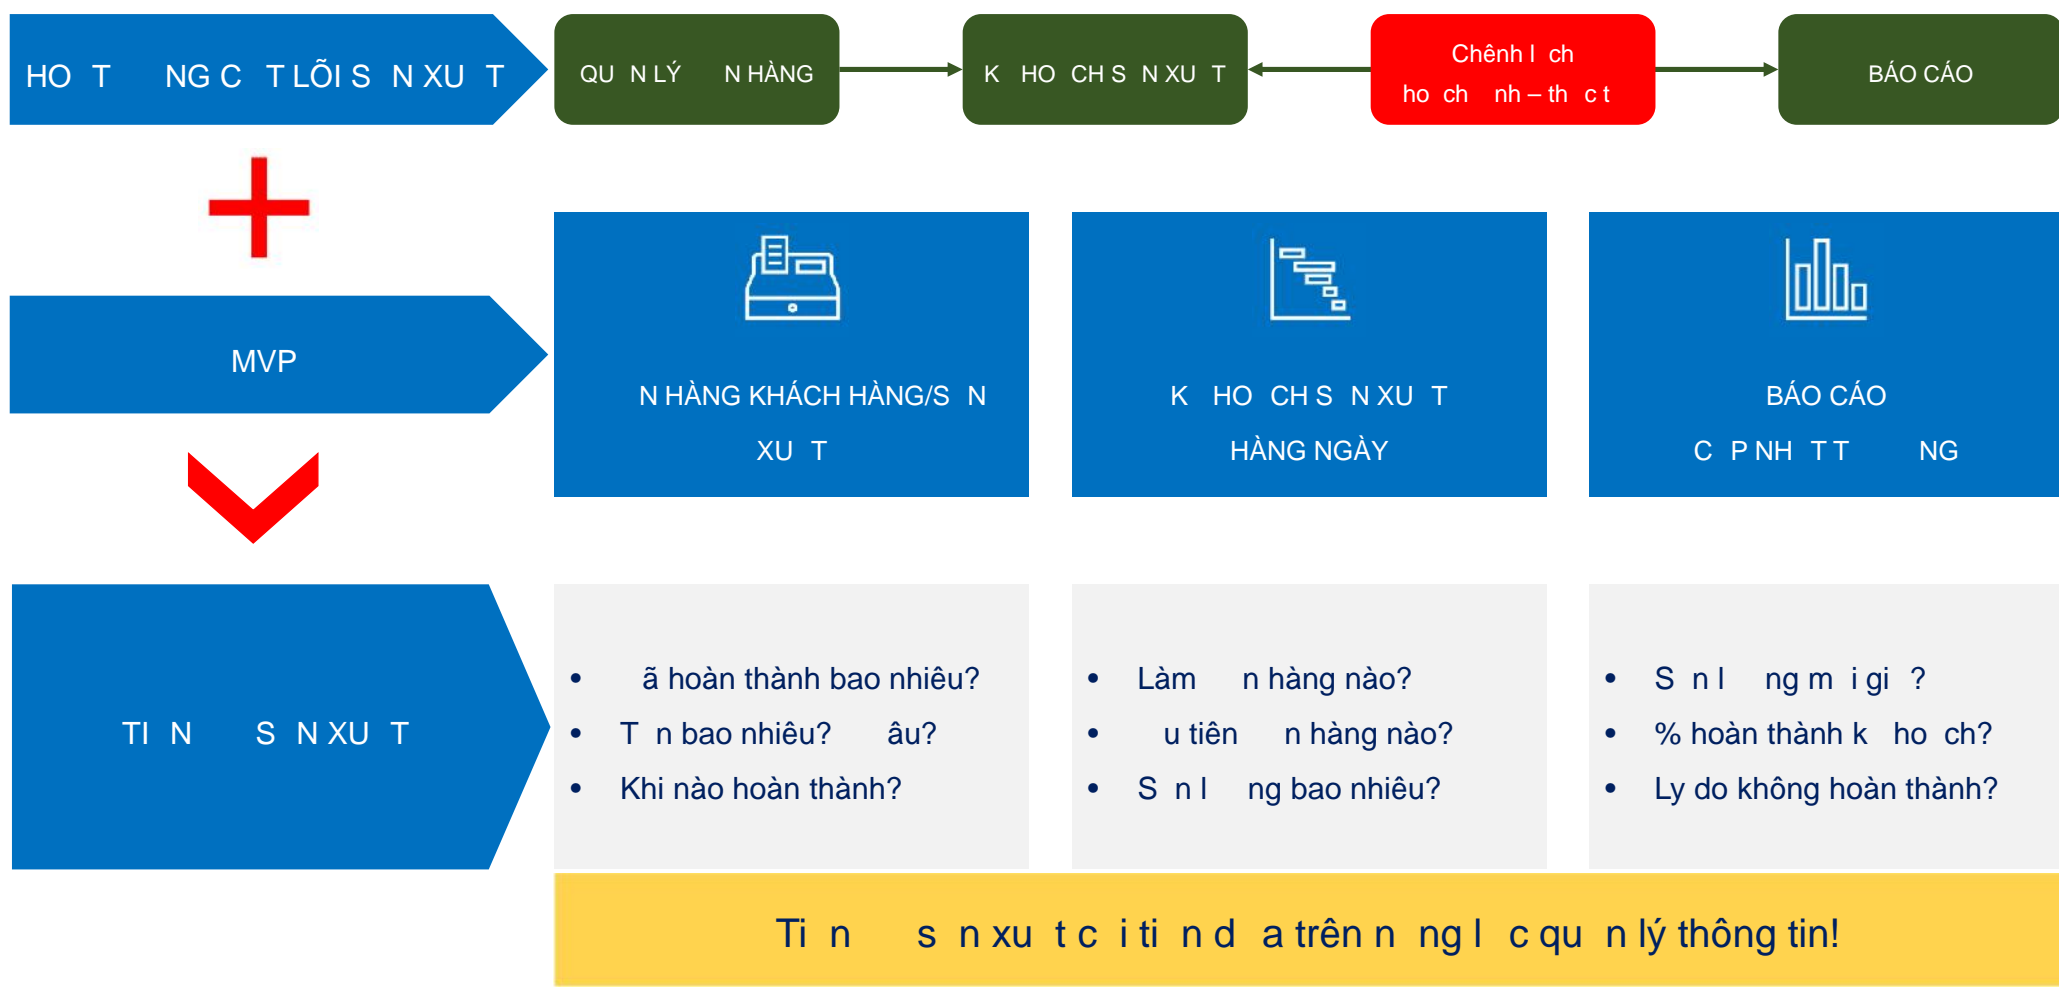 HO T NG C T LÕI S N XU T
QU N LÝ N HÀNG
K HO CH S N XU T
Chênh l ch
ho ch nh – th c t
BÁO CÁO
MVP
N HÀNG KHÁCH HÀNG/S N
XU T
K HO CH S N XU T
HÀNG NGÀY
BÁO CÁO
C P NH T T NG
TI N S N XU T
• ã hoàn thành bao nhiêu?
• T n bao nhiêu? âu?
• Khi nào hoàn thành?
• Làm n hàng nào?
• u tiên n hàng nào?
• S n l ng bao nhiêu?
• S n l ng m i gi ?
• % hoàn thành k ho ch?
• Ly do không hoàn thành?
Ti n s n xu t c i ti n d a trên n ng l c qu n lý thông tin!